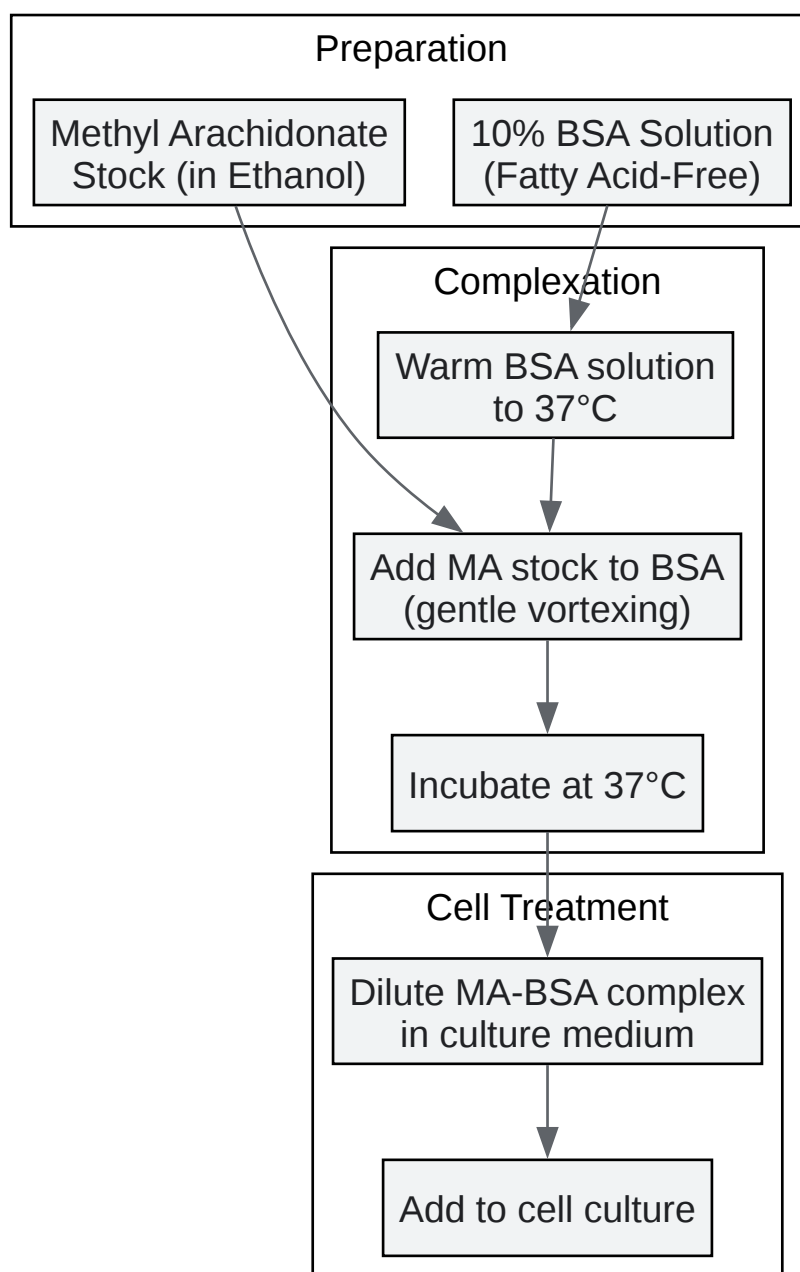 Preparation
Methyl Arachidonate
Stock (in Ethanol)
10% BSA Solution
(Fatty Acid-Free)
Complexation
Warm BSA solution
to 37°C
Add MA stock to BSA
(gentle vortexing)
Incubate at 37°C
Cell Treatment
Dilute MA-BSA complex
in culture medium
Add to cell culture